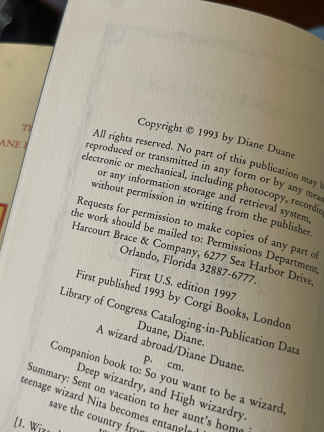 Copyright © 1993 by Diane Duane
All rights reserved. No part of this publication may
reproduced or transmitted in any form or by any
electronic or mechanical, including photocopy,
or any information storage and retrieval system,
without permission in writing from the publisher.
Requests for permission to make copies of any part of
the work should be mailed to: Permissions Department,
Harcourt Brace & Company, 6277 Sea Harbor Drive,
Orlando, Florida 32887-6777.
First U.S. edition 1997
First published 1993 by Corgi Books, London
Library of Congress Cataloging-in-Publication Data
Duane, Diane.
A wizard abroad/Diane Duane.
p. cm.
Companion book to: So you want to be a wizard,
Deep wizardry, and High wizardry.
Summary: Sent on vacation to her aunt's home
teenage wizard Nita becomes entangled
save the country from
[1. Wizards